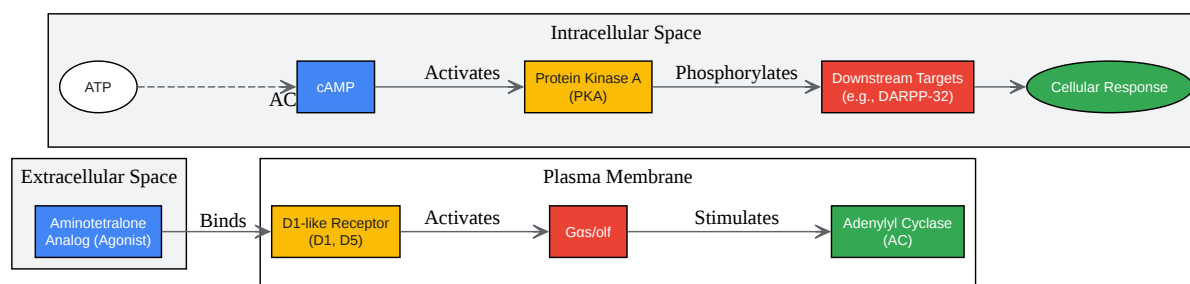 Intracellular Space
ATP
AC
cAMP
Activates
Protein Kinase A
(PKA)
Phosphorylates
Downstream Targets
(e.g., DARPP-32)
Cellular Response
Extracellular Space
Aminotetralone
Analog (Agonist)
Binds
Plasma Membrane
D1-like Receptor
(D1, D5)
Activates
Gαs/olf
Stimulates
Adenylyl Cyclase
(AC)